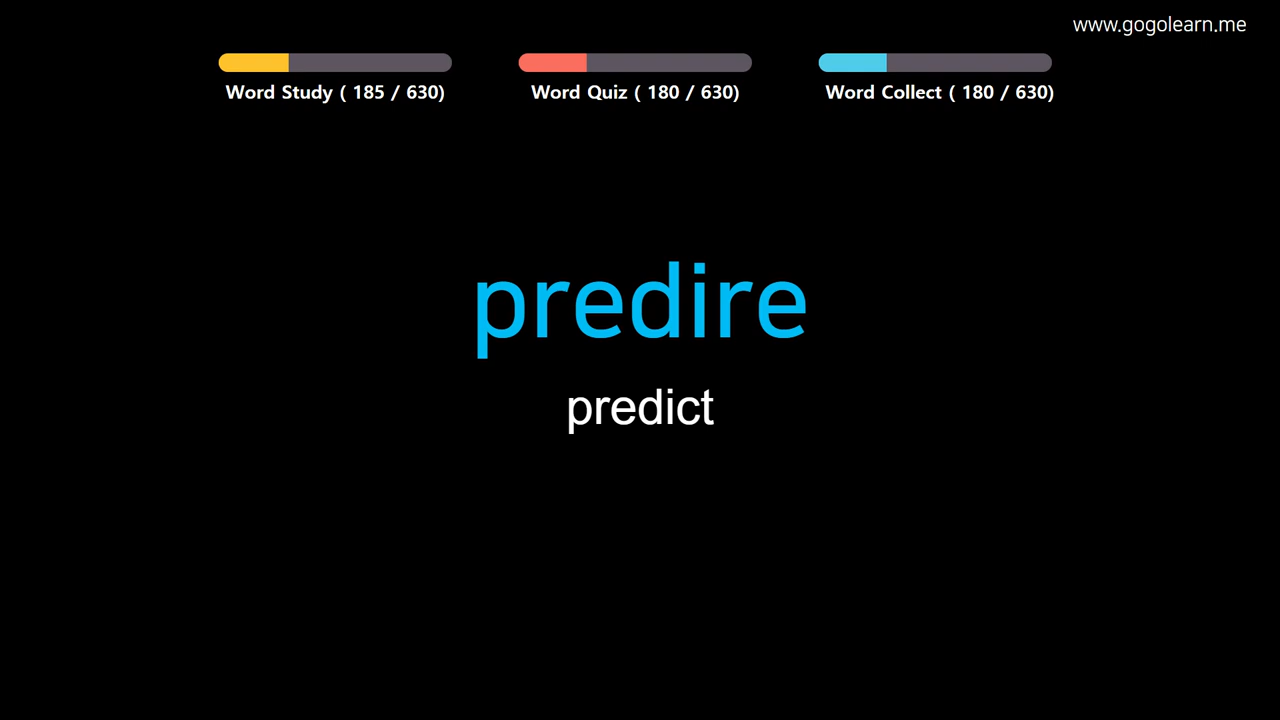 www.gogolearn.me
Word Study ( 185 / 630)
Word Quiz ( 180 / 630)
Word Collect ( 180 / 630)
predire
predict